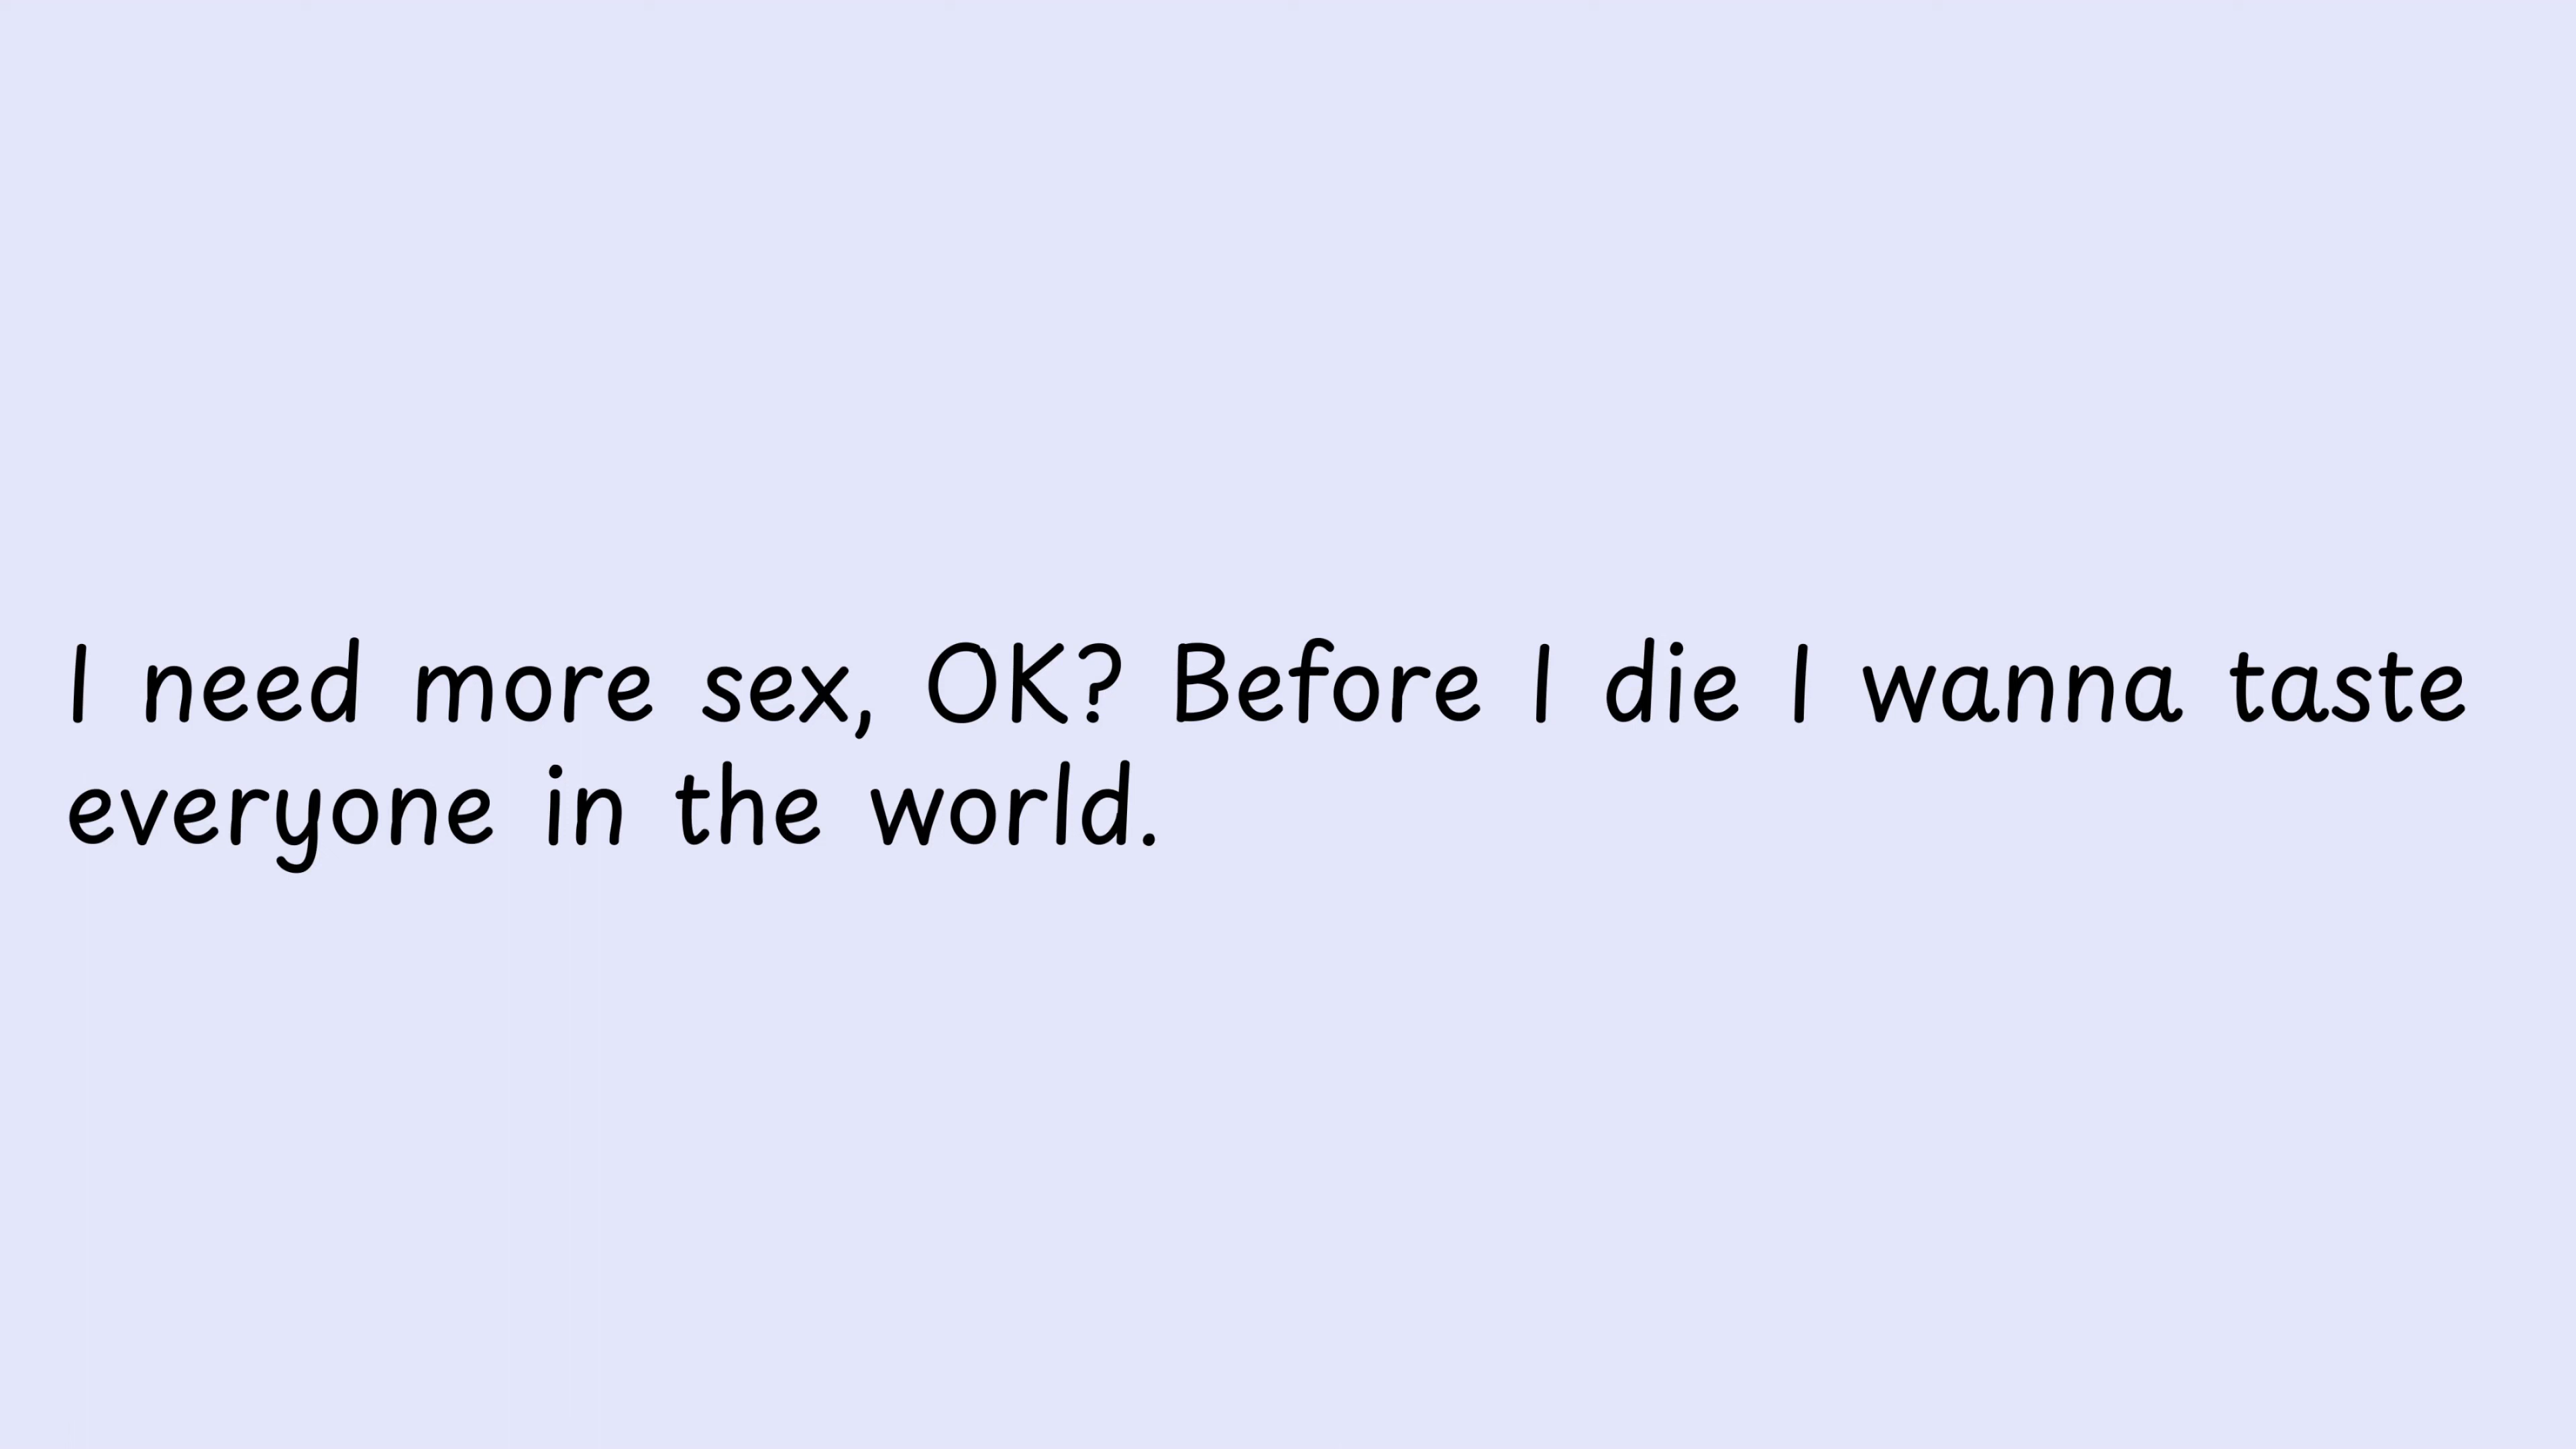 I need more sex, OK? Before I die I wanna taste
everyone in the world.